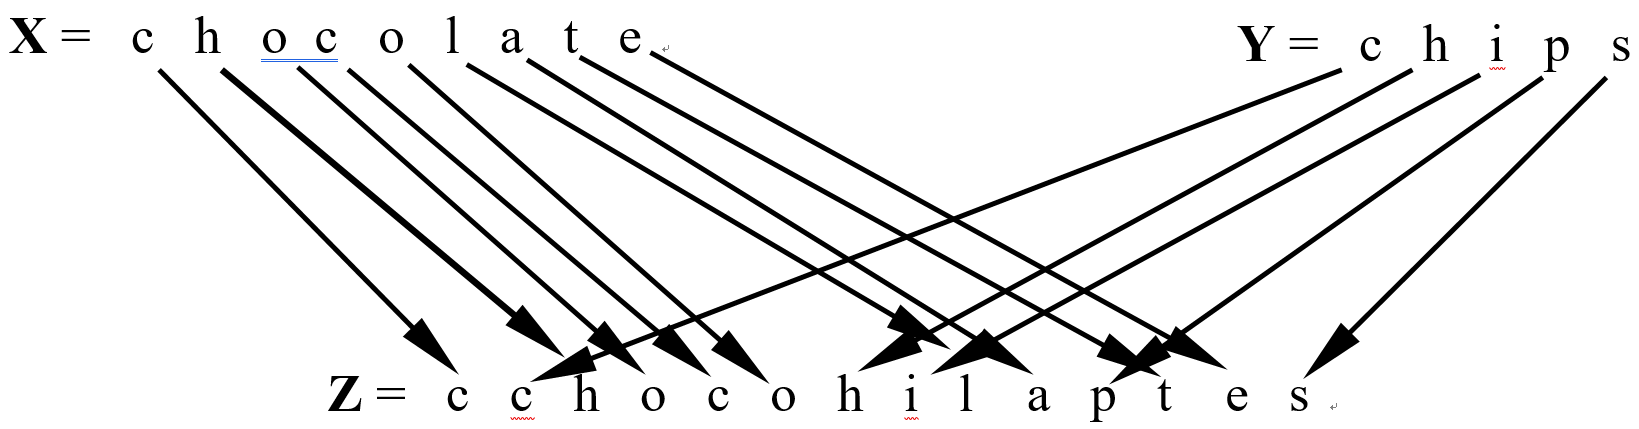 X = c h o c o l a t e
Y = c h i p s
Z = c c h o c o h i l a p t e s